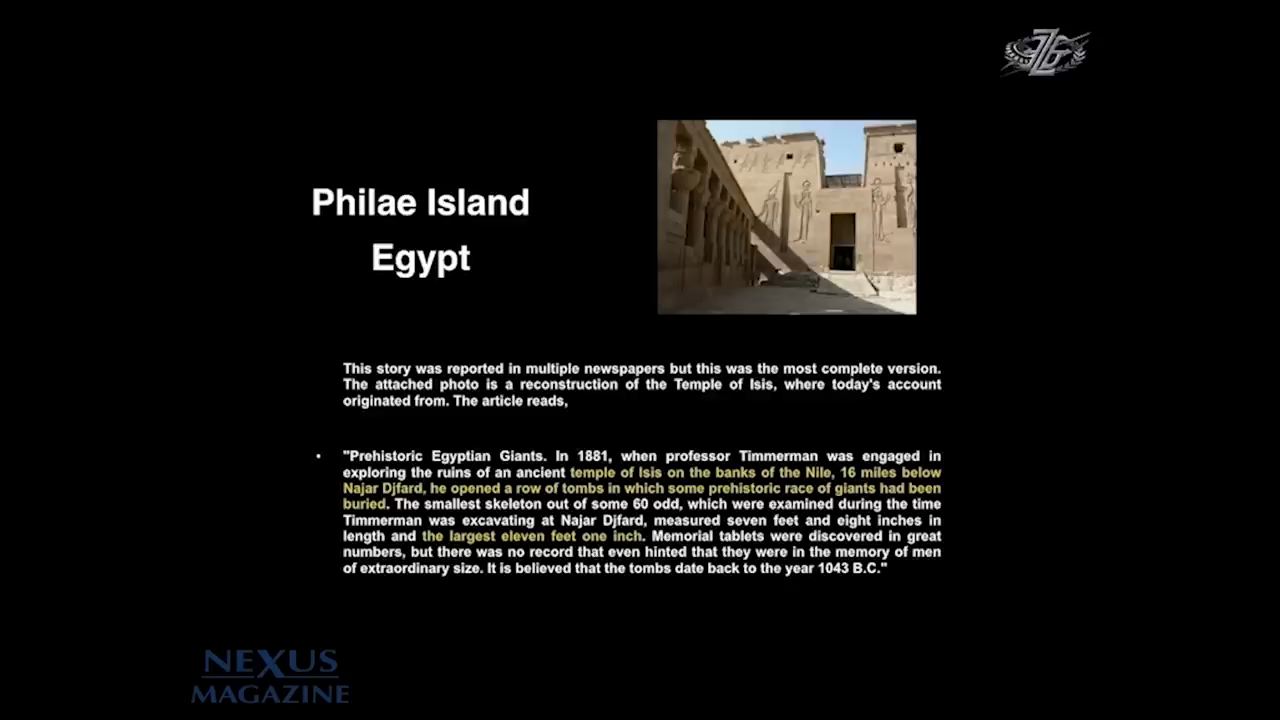 Philae Island
Egypt
This story was reported in multiple newspapers but this was the most complete version.
The attached photo is a reconstruction of the Temple of Isis, where today's account
originated from. The article reads,
• "Prehistoric Egyptian Giants. In 1881, when professor Timmerman was engaged in
exploring the ruins of an ancient temple of Isis on the banks of the Nile, 16 miles below
Najar Djfard, he opened a row of tombs in which some prehistoric race of giants had been
buried. The smallest skeleton out of some 60 odd, which were examined during the time
Timmerman was excavating at Najar Djfard, measured seven feet and eight inches in
length and the largest eleven feet one inch. Memorial tablets were discovered in great
numbers, but there was no record that even hinted that they were in the memory of men
of extraordinary size. It is believed that the tombs date back to the year 1043 B.C."
NEXUS
MAGAZINE